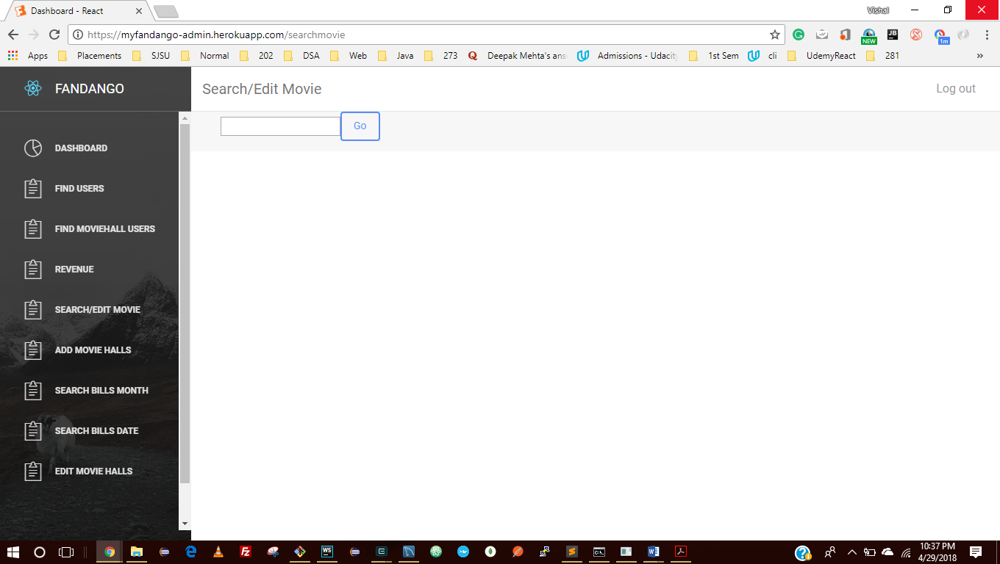 Dashboard - React
Vishal
https://myfandango-admin.herokuapp.com/searchmovie
NEW
JB
1m
Apps Placements SJSU Normal 202 DSA Web Java 273 Deepak Mehta's ans Admissions - Udacity 1st Sem cli UdemyReact 281 »
FANDANGO
Search/Edit Movie
Log out
Go
DASHBOARD
FIND USERS
FIND MOVIEHALL USERS
REVENUE
SEARCH/EDIT MOVIE
ADD MOVIE HALLS
SEARCH BILLS MONTH
SEARCH BILLS DATE
EDIT MOVIE HALLS
WS
10:37 PM
4/29/2018